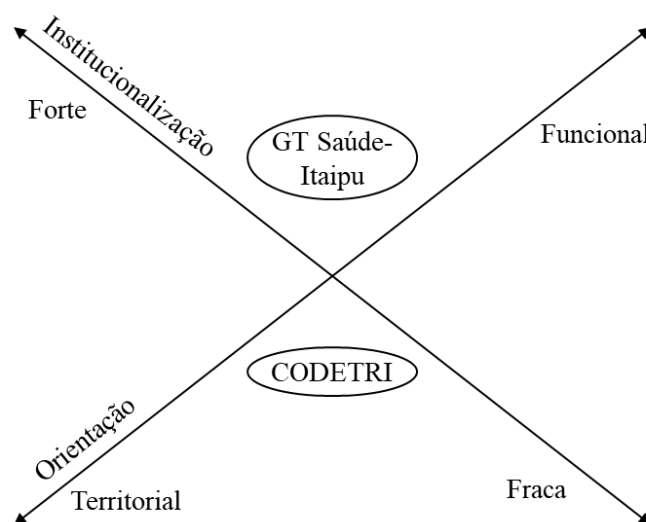 Institucionalização
Forte
GT Saúde-
Itaipu
Funcional
CODETRI
Orientação
Territorial
Fraca